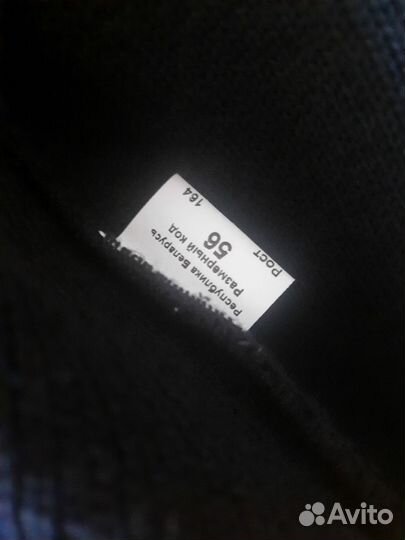 Республика Беларусь
Размерный код
56
Рост 164
Avito